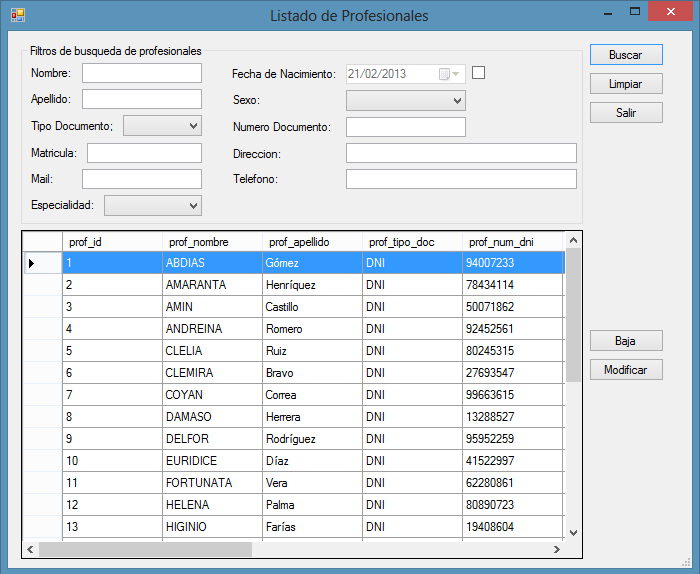 Listado de Profesionales
Filtros de busqueda de profesionales
Nombre:
Fecha de Nacimiento: 21/02/2013
Apellido:
Sexo:
Tipo Documento;
Numero Documento:
Matricula:
Direccion:
Mail:
Telefono:
Especialidad:
Buscar
Limpiar
Salir
prof_id prof_nombre prof_apellido prof_tipo_doc prof_num_dni
1 ABDIAS Gómez DNI 94007233
2 AMARANTA Henríquez DNI 78434114
3 AMIN Castillo DNI 50071862
4 ANDREINA Romero DNI 92452561
5 CLELIA Ruiz DNI 80245315
6 CLEMIRA Bravo DNI 27693547
7 COYAN Correa DNI 99663615
8 DAMASO Herrera DNI 13288527
9 DELFOR Rodríguez DNI 95952259
10 EURIDICE Díaz DNI 41522997
11 FORTUNATA Vera DNI 62280861
12 HELENA Palma DNI 80890723
13 HIGINIO Farías DNI 19408604
Baja
Modificar